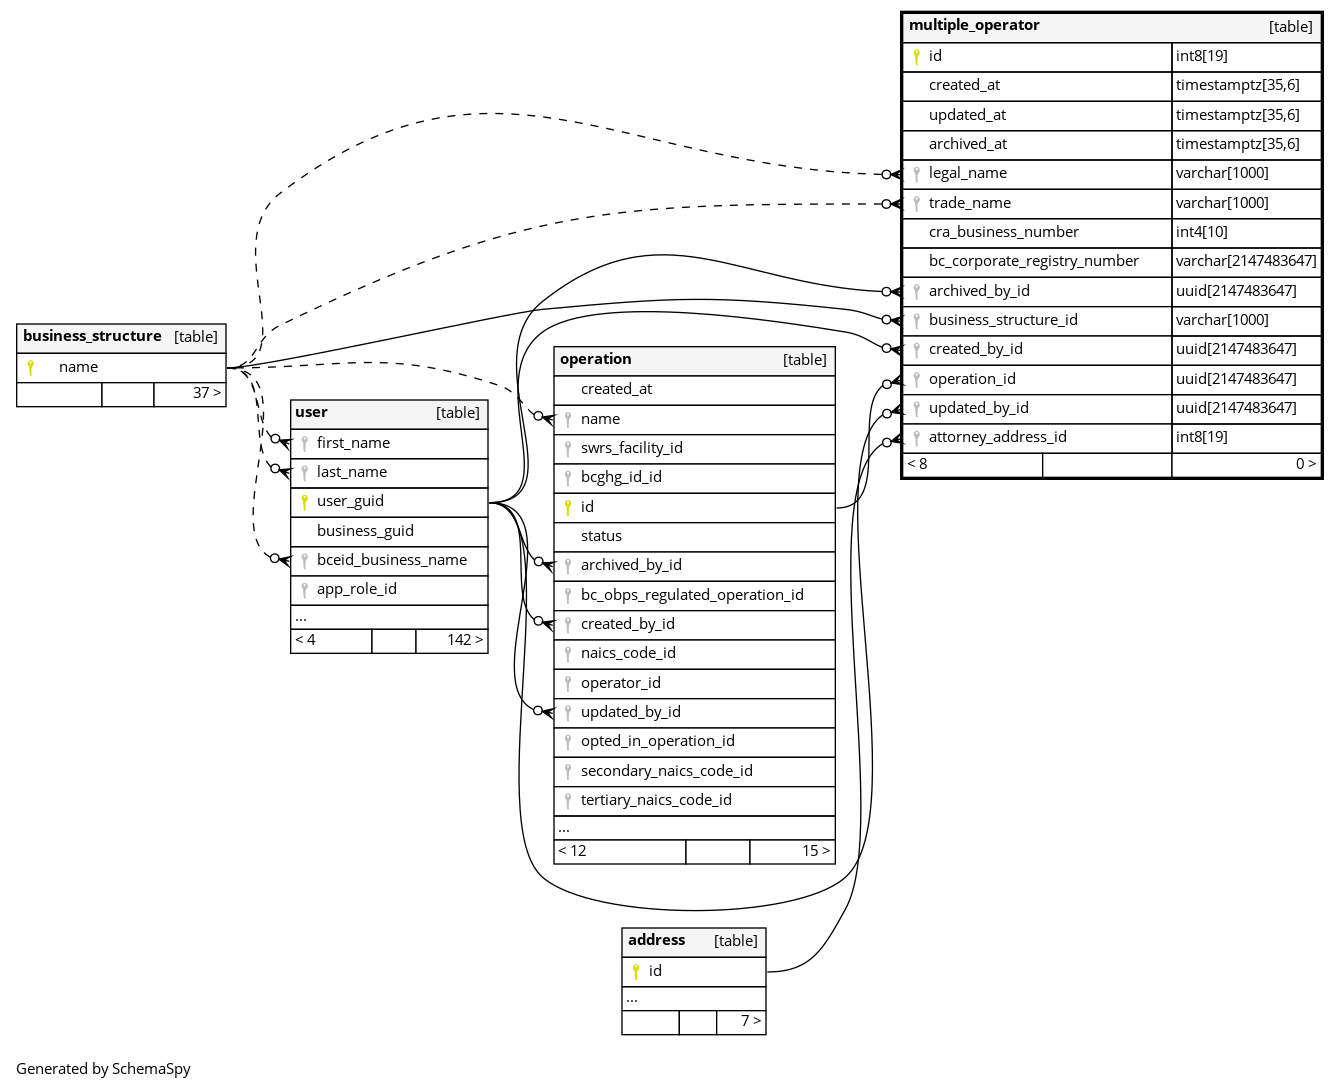 multiple_operator [table]
id int8[19]
created_at timestamptz[35,6]
updated_at timestamptz[35,6]
archived_at timestamptz[35,6]
legal_name varchar[1000]
trade_name varchar[1000]
cra_business_number int4[10]
bc_corporate_registry_number varchar[2147483647]
archived_by_id uuid[2147483647]
business_structure_id varchar[1000]
created_by_id uuid[2147483647]
operation_id uuid[2147483647]
updated_by_id uuid[2147483647]
attorney_address_id int8[19]
< 8 0 >
business_structure [table]
name
37 >
user [table]
first_name
last_name
user_guid
business_guid
bceid_business_name
app_role_id
...
< 4 142 >
operation [table]
created_at
name
swrs_facility_id
bcghg_id_id
id
status
archived_by_id
bc_obps_regulated_operation_id
created_by_id
naics_code_id
operator_id
updated_by_id
opted_in_operation_id
secondary_naics_code_id
tertiary_naics_code_id
...
< 12 15 >
address [table]
id
...
7 >
Generated by SchemaSpy